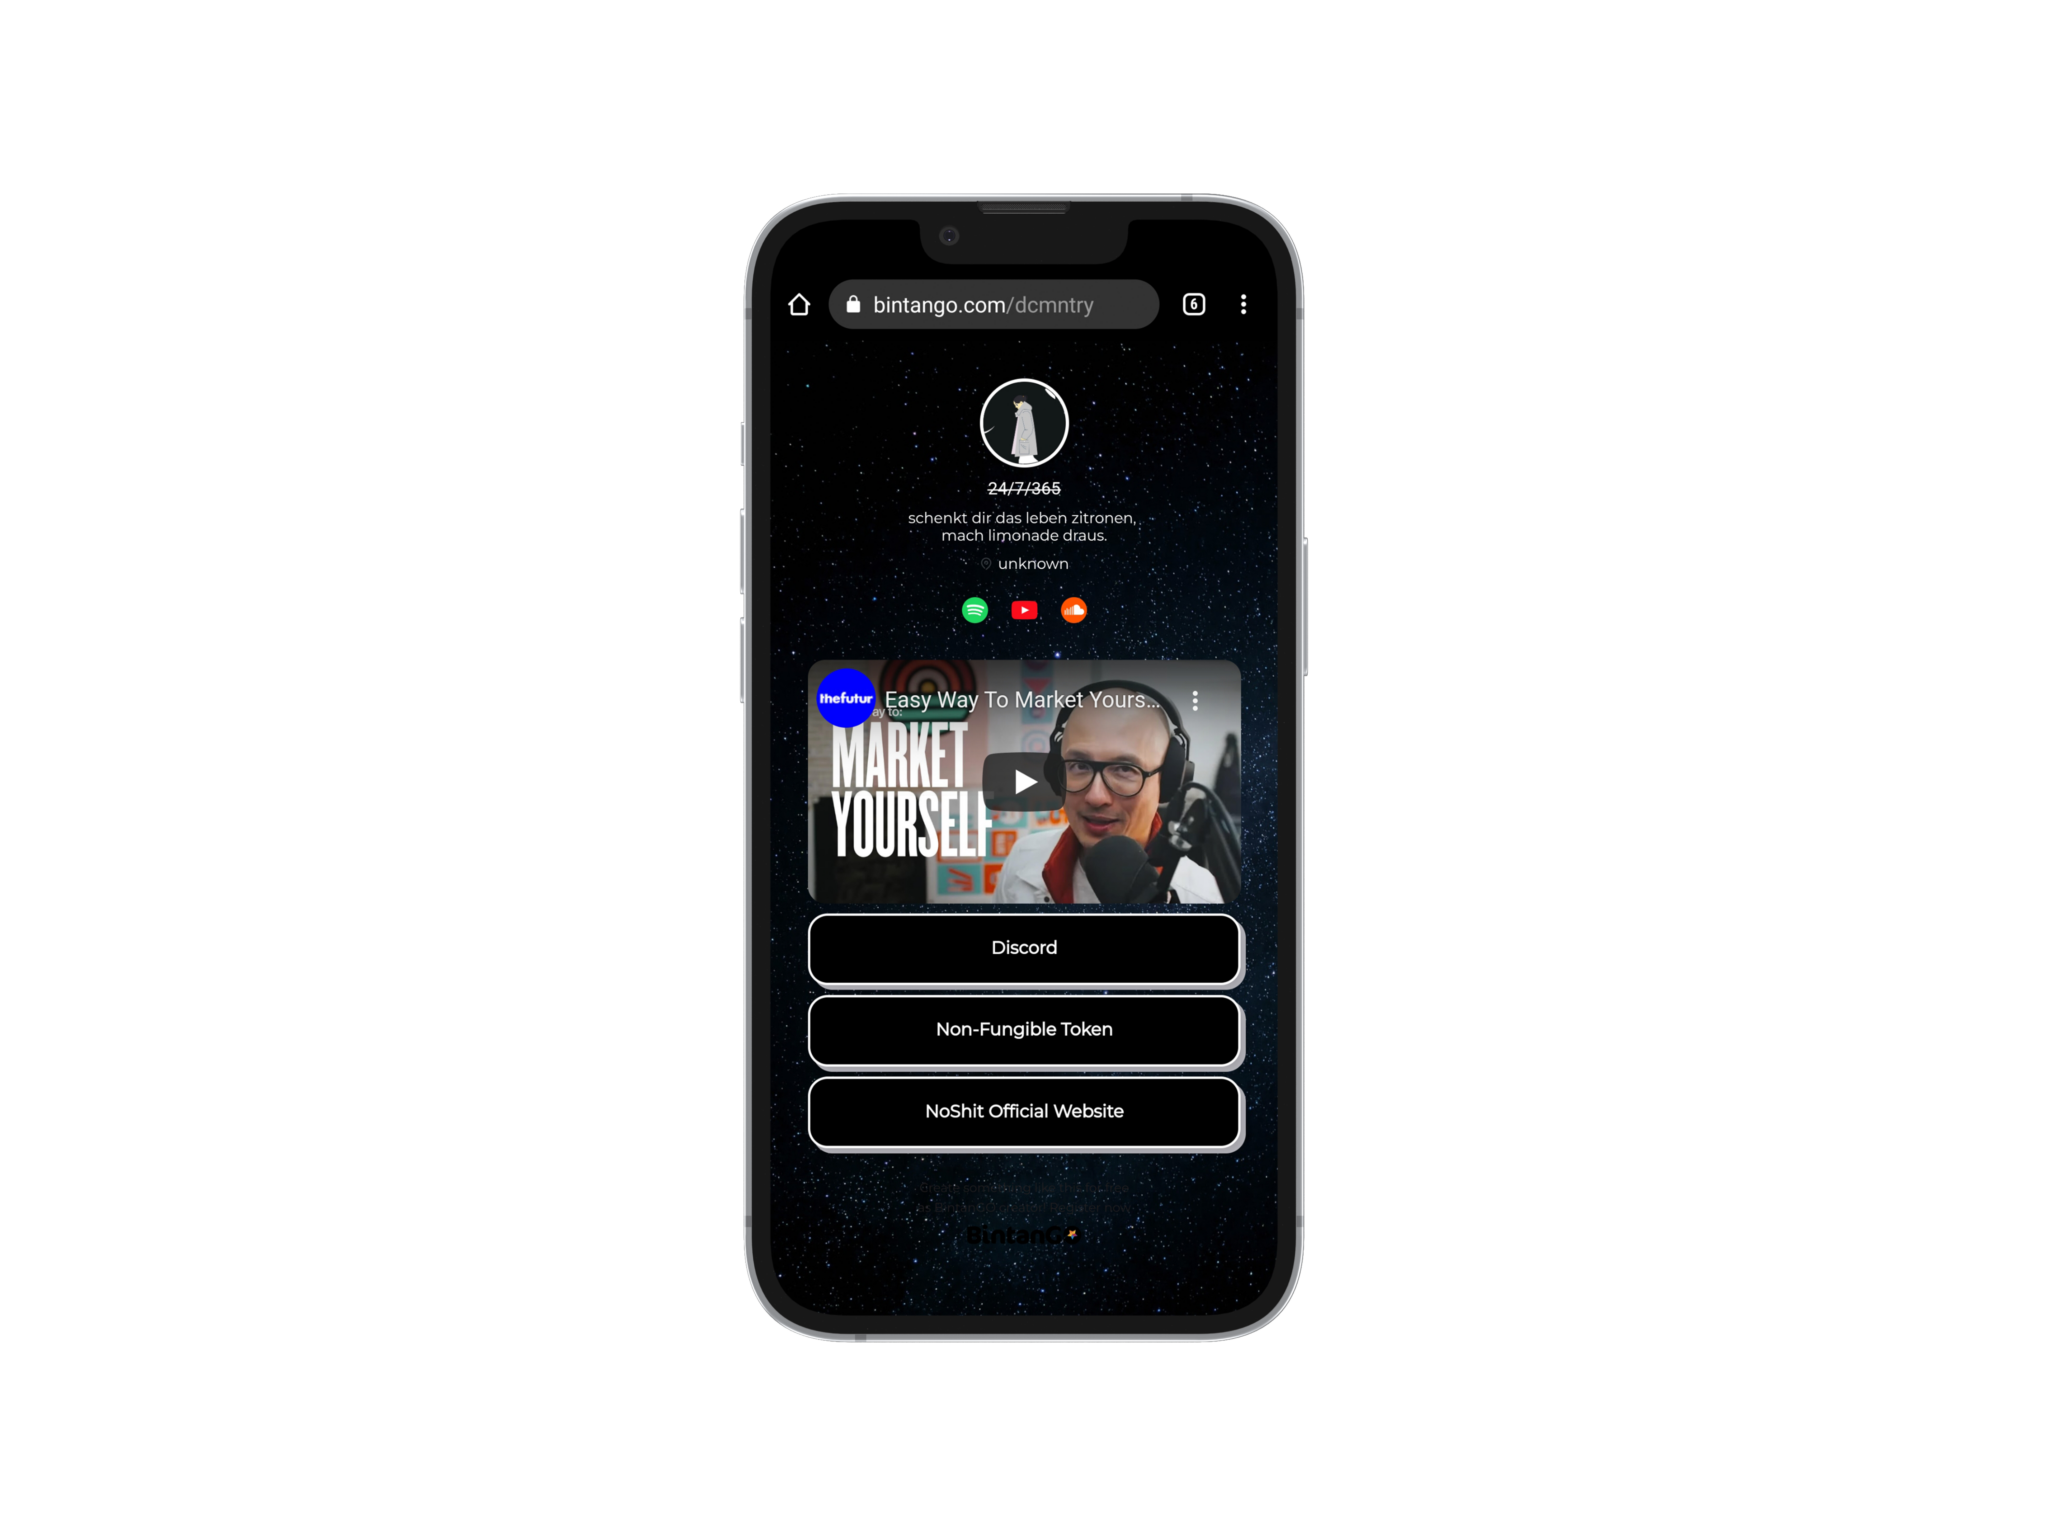 bintango.com/dcmntry
6
24/7/365
schenkt dir das leben zitronen,
mach limonade draus.
unknown
thefutur
Easy Way To Market Yours...
ay to:
MARKET
YOURSELF
Discord
Non-Fungible Token
NoShit Official Website
BintanGO